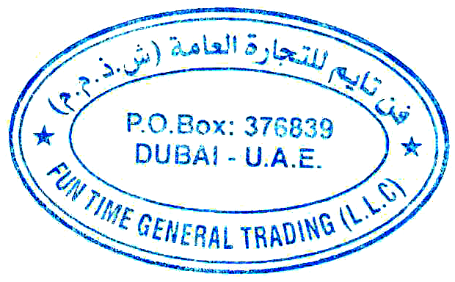 فن تايم للتجارة العامة (ش.ذ.م.م)
P.O.Box: 376839
DUBAI - U.A.E.
FUN TIME GENERAL TRADING (L.L.C)